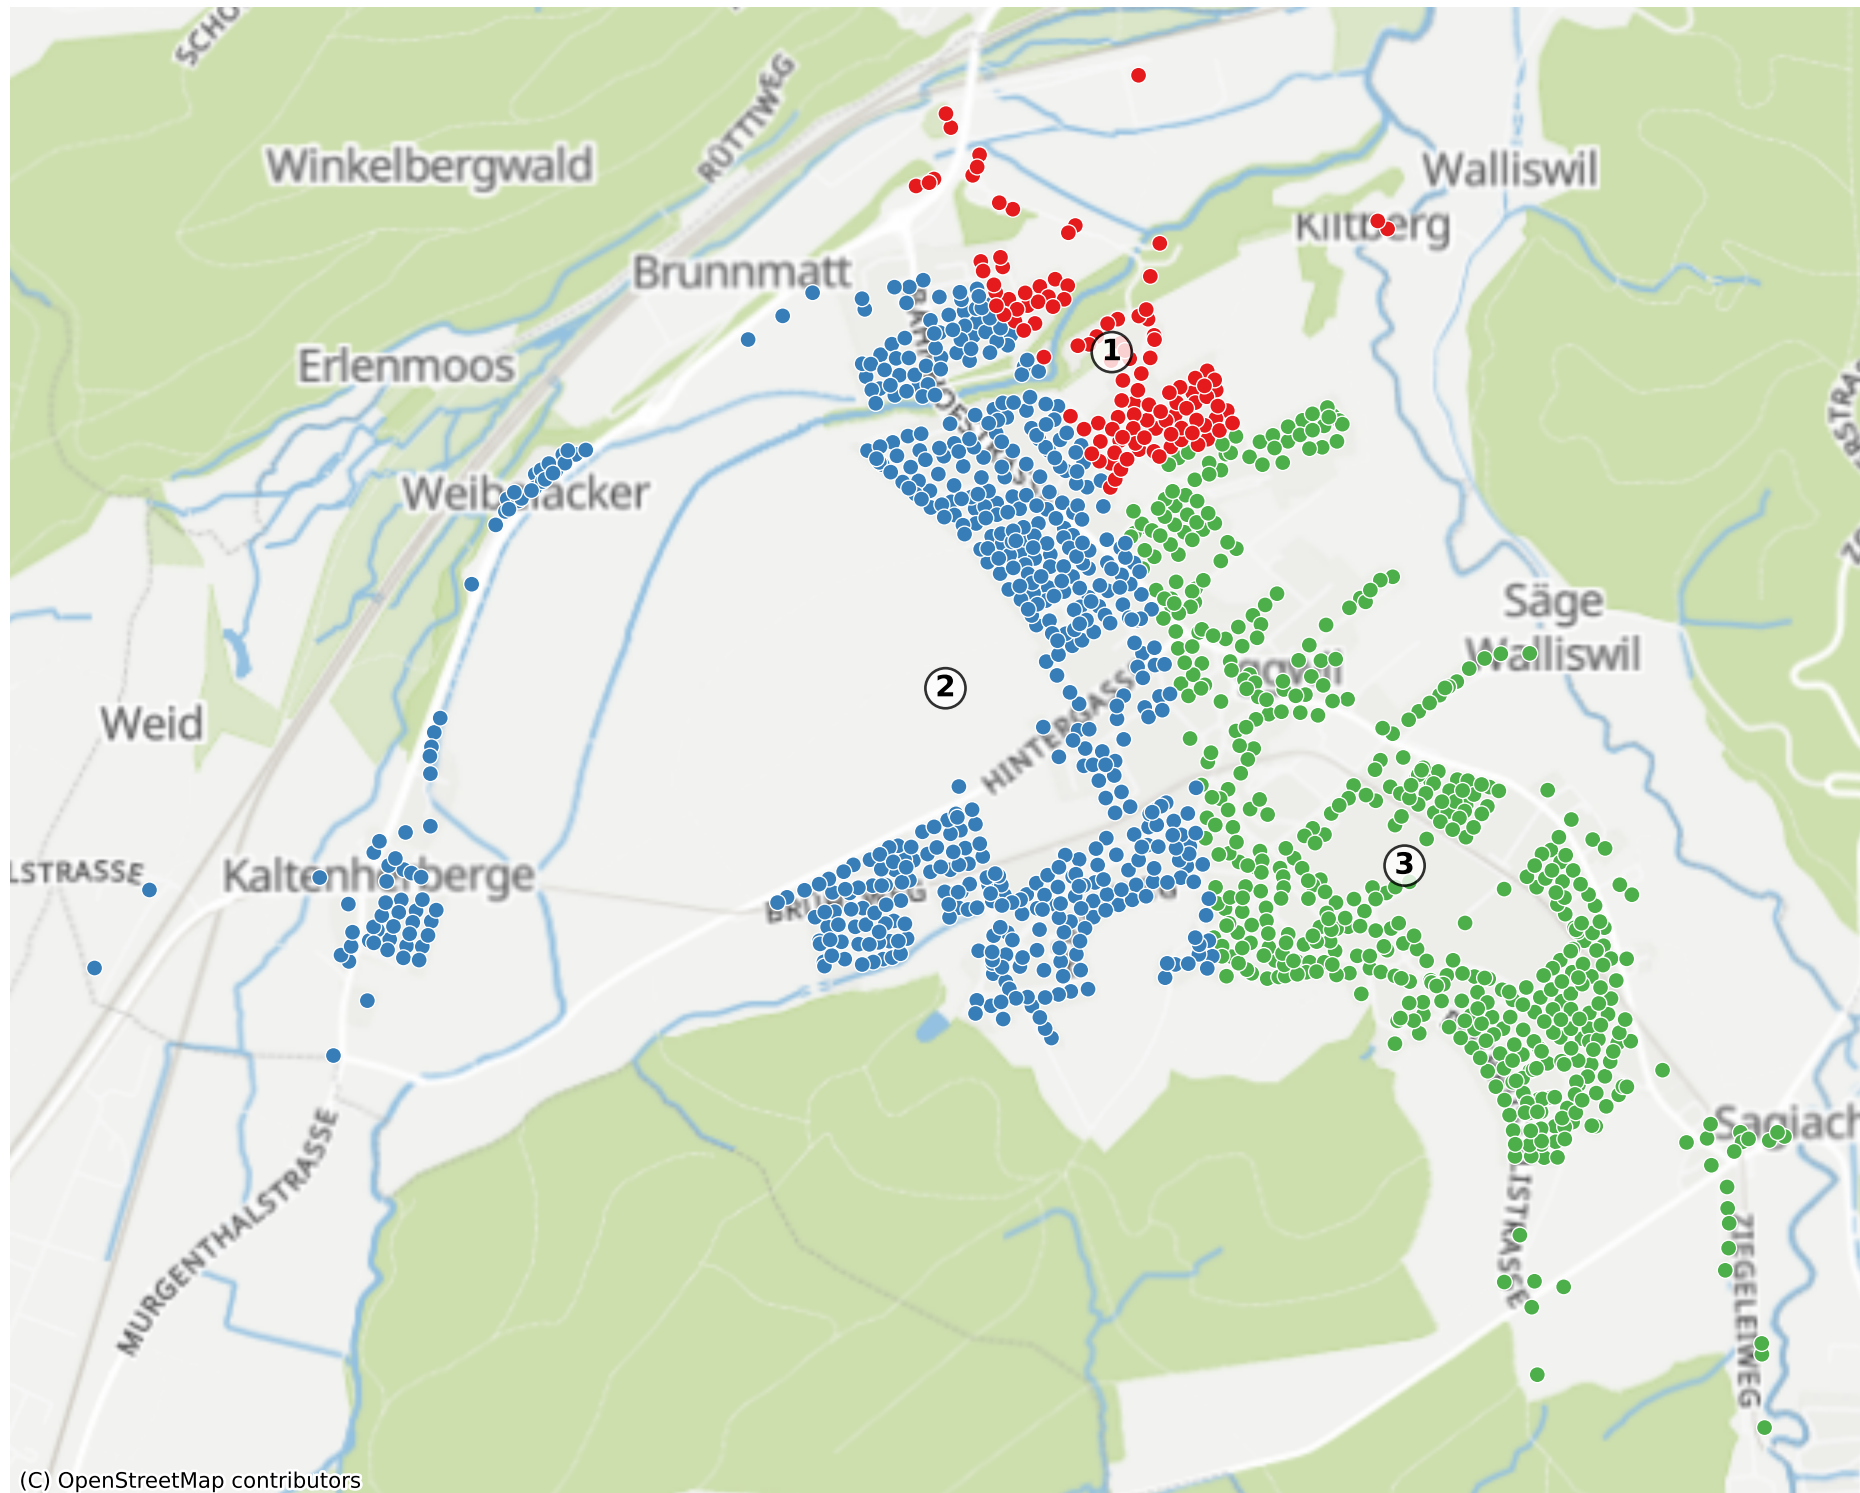 Winkelbergwald
RÜTTIWEG
Walliswil
Kiltberg
Brunnmatt
1
Erlenmoos
Weibelacker
Säge
Walliswil
2
Weid
HINTERGASSE
3
LSTRASSE
Kaltenherberge
Sagiach
MURGENTHALSTRASSE
LISTRASSE
ZIEGELEIWEG
(C) OpenStreetMap contributors